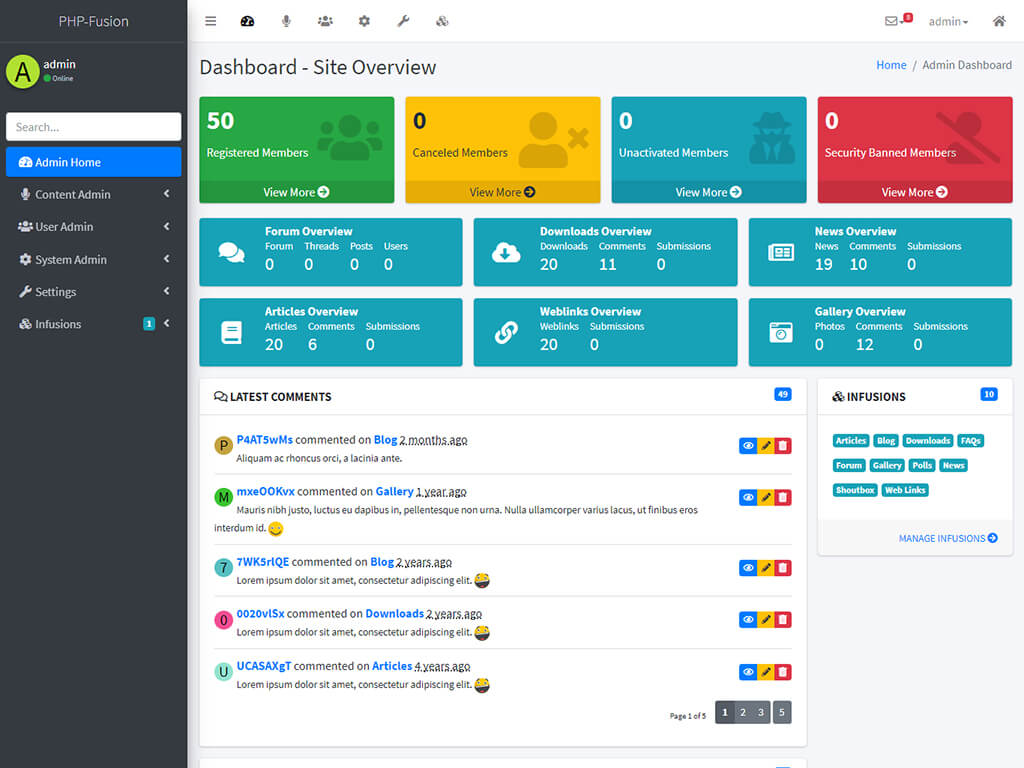 PHP-Fusion
3
admin
A
admin
Online
Search...
Admin Home
Content Admin
User Admin
System Admin
Settings
Infusions 1
Dashboard - Site Overview
Home / Admin Dashboard
50
Registered Members
View More
0
Canceled Members
View More
0
Unactivated Members
View More
0
Security Banned Members
View More
Forum Overview
Forum Threads Posts Users
0 0 0 0
Downloads Overview
Downloads Comments Submissions
20 11 0
News Overview
News Comments Submissions
19 10 0
Articles Overview
Articles Comments Submissions
20 6 0
Weblinks Overview
Weblinks Submissions
20 0
Gallery Overview
Photos Comments Submissions
0 12 0
LATEST COMMENTS 49
P P4AT5wMs commented on Blog 2 months ago
Aliquam ac rhoncus orci, a lacinia ante.
M mxeOOKvx commented on Gallery 1 year ago
Mauris nibh justo, luctus eu dapibus in, pellentesque non urna. Nulla ullamcorper varius lacus, ut finibus eros
interdum id.
7 7WK5rlQE commented on Blog 2 years ago
Lorem ipsum dolor sit amet, consectetur adipiscing elit.
0 0020vlSx commented on Downloads 2 years ago
Lorem ipsum dolor sit amet, consectetur adipiscing elit.
U UCASAXgT commented on Articles 4 years ago
Lorem ipsum dolor sit amet, consectetur adipiscing elit.
Page 1 of 5 1 2 3 5
INFUSIONS 10
Articles Blog Downloads FAQs
Forum Gallery Polls News
Shoutbox Web Links
MANAGE INFUSIONS